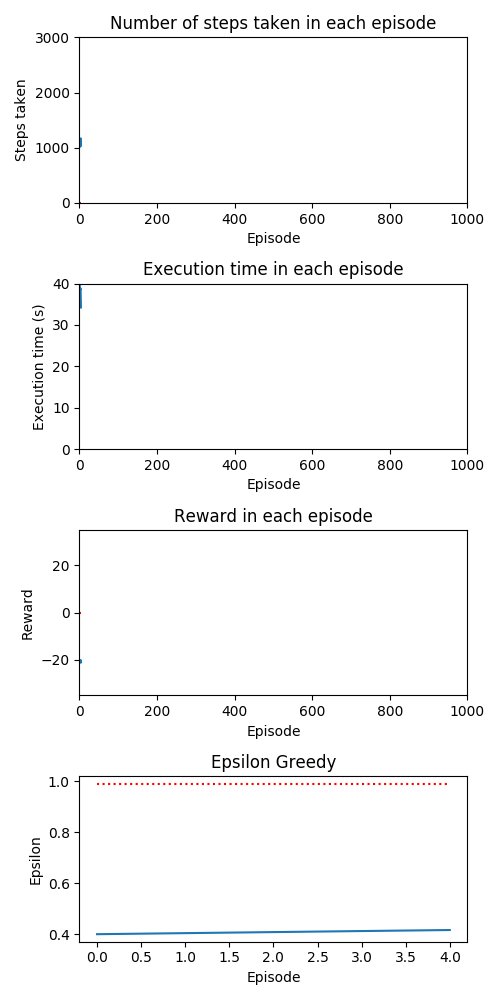 Number of steps taken in each episode
3000
2000
1000
0
Steps taken
0 200 400 600 800 1000
Episode
Execution time in each episode
40
30
20
10
0
Execution time (s)
0 200 400 600 800 1000
Episode
Reward in each episode
20
0
−20
Reward
0 200 400 600 800 1000
Episode
Epsilon Greedy
1.0
0.8
0.6
0.4
Epsilon
0.0 0.5 1.0 1.5 2.0 2.5 3.0 3.5 4.0
Episode